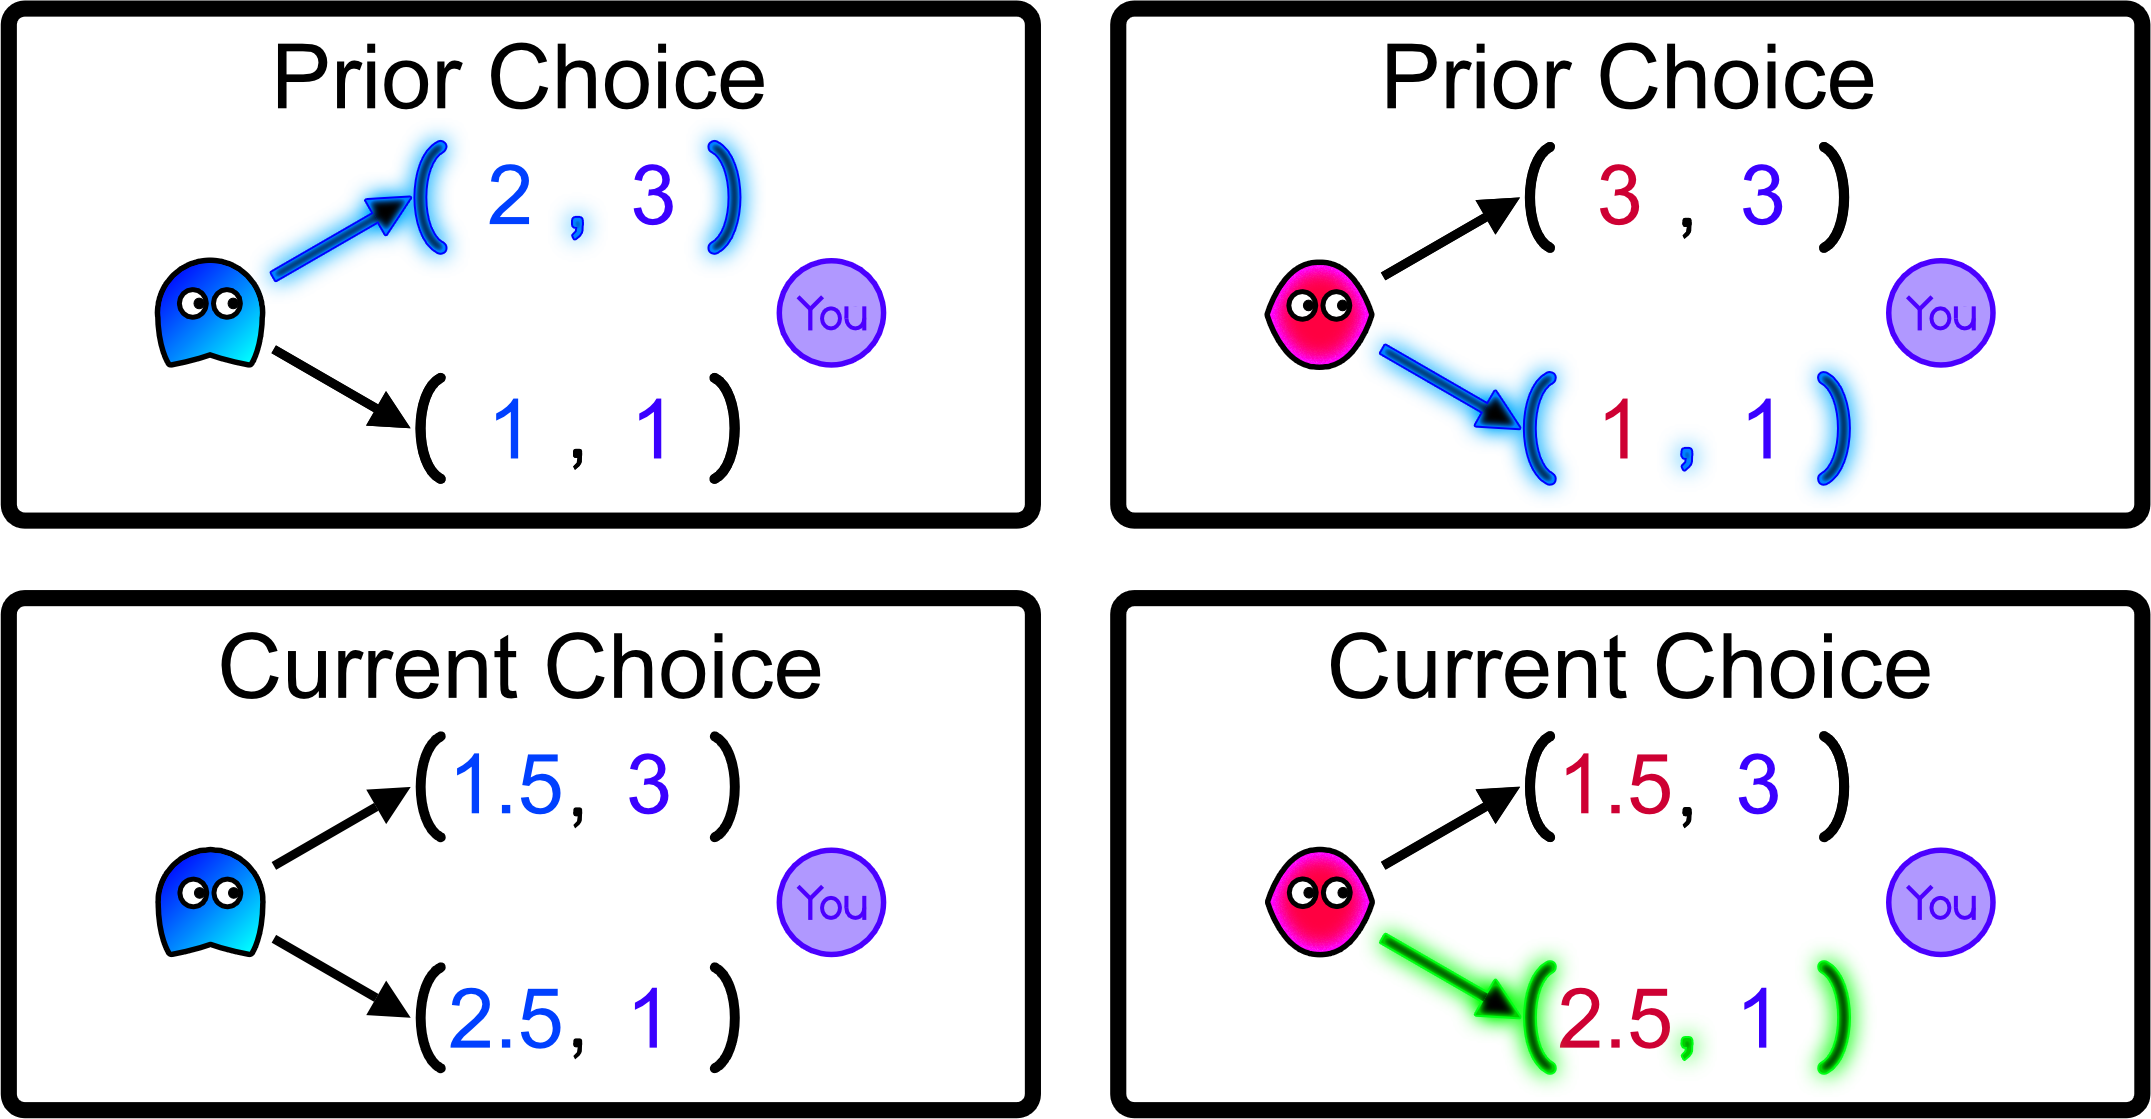 Prior Choice
( 2 , 3 )
You
( 1 , 1 )
Prior Choice
( 3 , 3 )
You
( 1 , 1 )
Current Choice
(1.5, 3 )
You
(2.5, 1 )
Current Choice
(1.5, 3 )
You
(2.5, 1 )